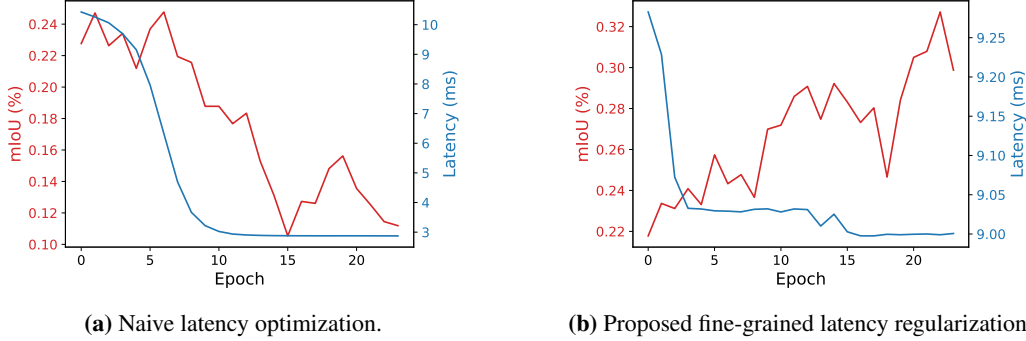 0.24
0.22
0.20
0.18
0.16
0.14
0.12
0.10
mIoU (%)
10
9
8
7
6
5
4
3
Latency (ms)
0 5 10 15 20
Epoch
(a) Naive latency optimization.
0.32
0.30
0.28
0.26
0.24
0.22
mIoU (%)
9.25
9.20
9.15
9.10
9.05
9.00
Latency (ms)
0 5 10 15 20
Epoch
(b) Proposed fine-grained latency regularization